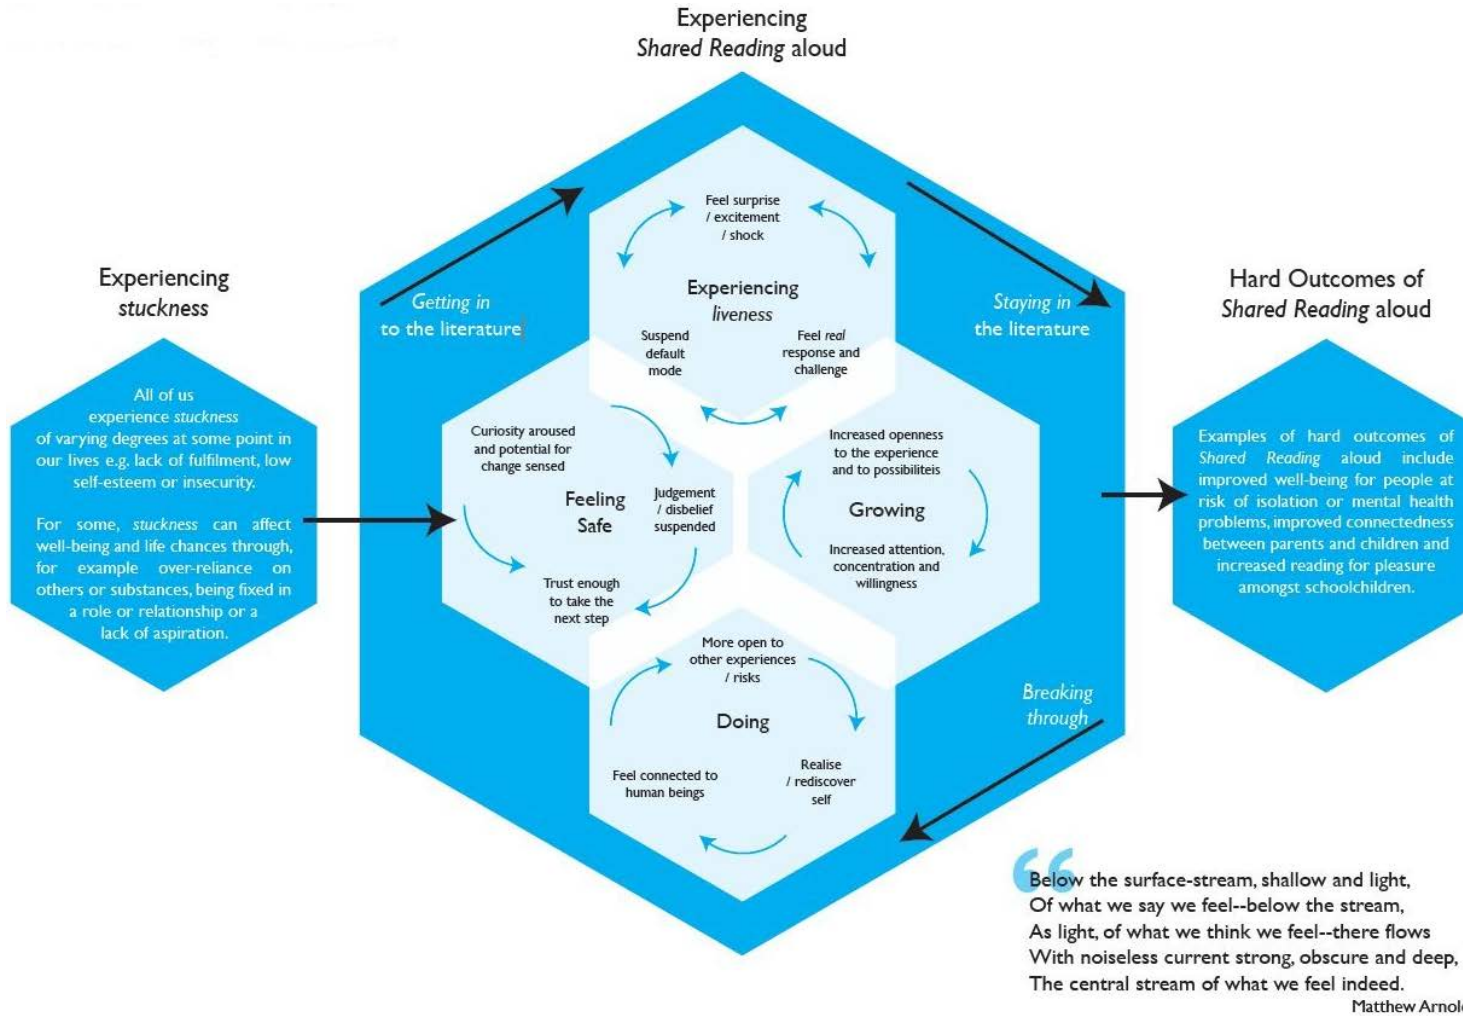 Experiencing
Shared Reading aloud
Experiencing
stuckness
All of us
experience stuckness
of varying degrees at some point in
our lives e.g. lack of fulfilment, low
self-esteem or insecurity.
For some, stuckness can affect
well-being and life chances through,
for example over-reliance on
others or substances, being fixed in
a role or relationship or a
lack of aspiration.
Getting in
to the literature
Feel surprise
/ excitement
/ shock
Experiencing
liveness
Suspend
default
mode
Feel real
response and
challenge
Staying in
the literature
Curiosity aroused
and potential for
change sensed
Feeling
Safe
Judgement
/ disbelief
suspended
Trust enough
to take the
next step
Increased openness
to the experience
and to possibiliteis
Growing
Increased attention,
concentration and
willingness
More open to
other experiences
/ risks
Doing
Feel connected to
human beings
Realise
/ rediscover
self
Breaking
through
Hard Outcomes of
Shared Reading aloud
Examples of hard outcomes of
Shared Reading aloud include
improved well-being for people at
risk of isolation or mental health
problems, improved connectedness
between parents and children and
increased reading for pleasure
amongst schoolchildren.
“
Below the surface-stream, shallow and light,
Of what we say we feel--below the stream,
As light, of what we think we feel--there flows
With noiseless current strong, obscure and deep,
The central stream of what we feel indeed.
Matthew Arnold